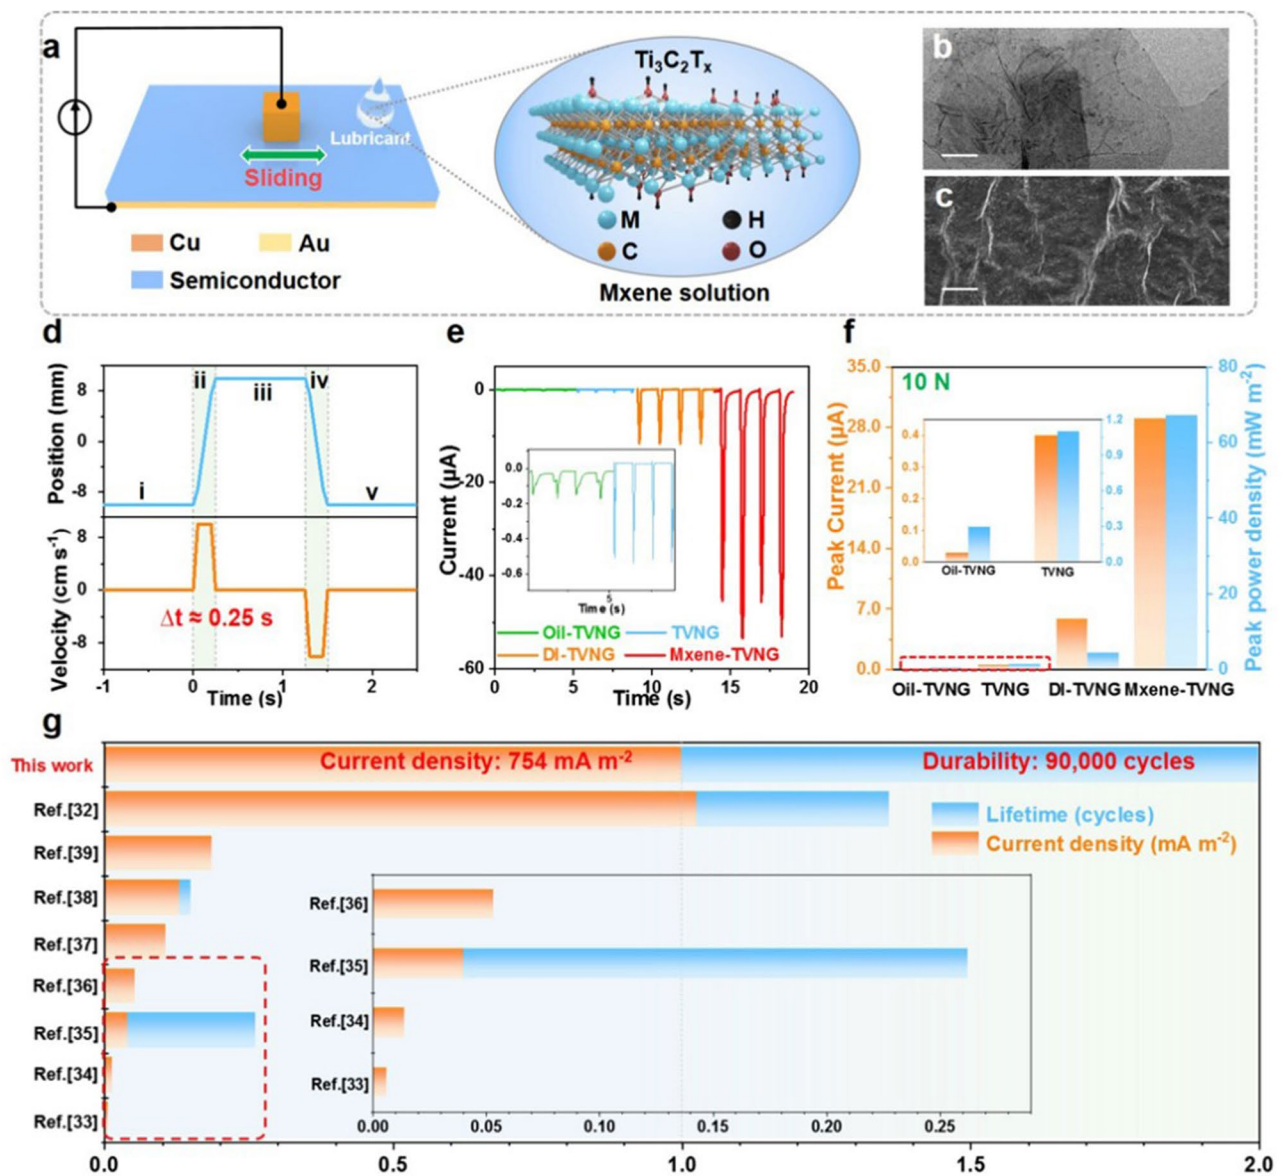 a
Ti₃C₂Tₓ
Lubricant
Sliding
Cu
Au
Semiconductor
M
H
C
O
Mxene solution
b
c
d
Position (mm)
8
0
-8
i
ii
iii
iv
v
Velocity (cm s⁻¹)
8
0
-8
Δt ≈ 0.25 s
-1
0
1
2
Time (s)
e
Current (μA)
0
-20
-40
-60
0.0
-0.2
-0.4
-0.6
5
Time (s)
Oil-TVNG
TVNG
DI-TVNG
Mxene-TVNG
0
5
10
15
20
Time (s)
f
Peak Current (μA)
35.0
28.0
21.0
14.0
7.0
0.0
10 N
0.4
0.3
0.2
0.1
0.0
1.2
0.9
0.6
0.3
0.0
Oil-TVNG
TVNG
80
60
40
20
0
Peak power density (mW m⁻²)
Oil-TVNG
TVNG
DI-TVNG
Mxene-TVNG
g
This work
Current density: 754 mA m⁻²
Durability: 90,000 cycles
Ref.[32]
Lifetime (cycles)
Current density (mA m⁻²)
Ref.[39]
Ref.[38]
Ref.[37]
Ref.[36]
Ref.[35]
Ref.[34]
Ref.[33]
Ref.[36]
Ref.[35]
Ref.[34]
Ref.[33]
0.00
0.05
0.10
0.15
0.20
0.25
0.0
0.5
1.0
1.5
2.0